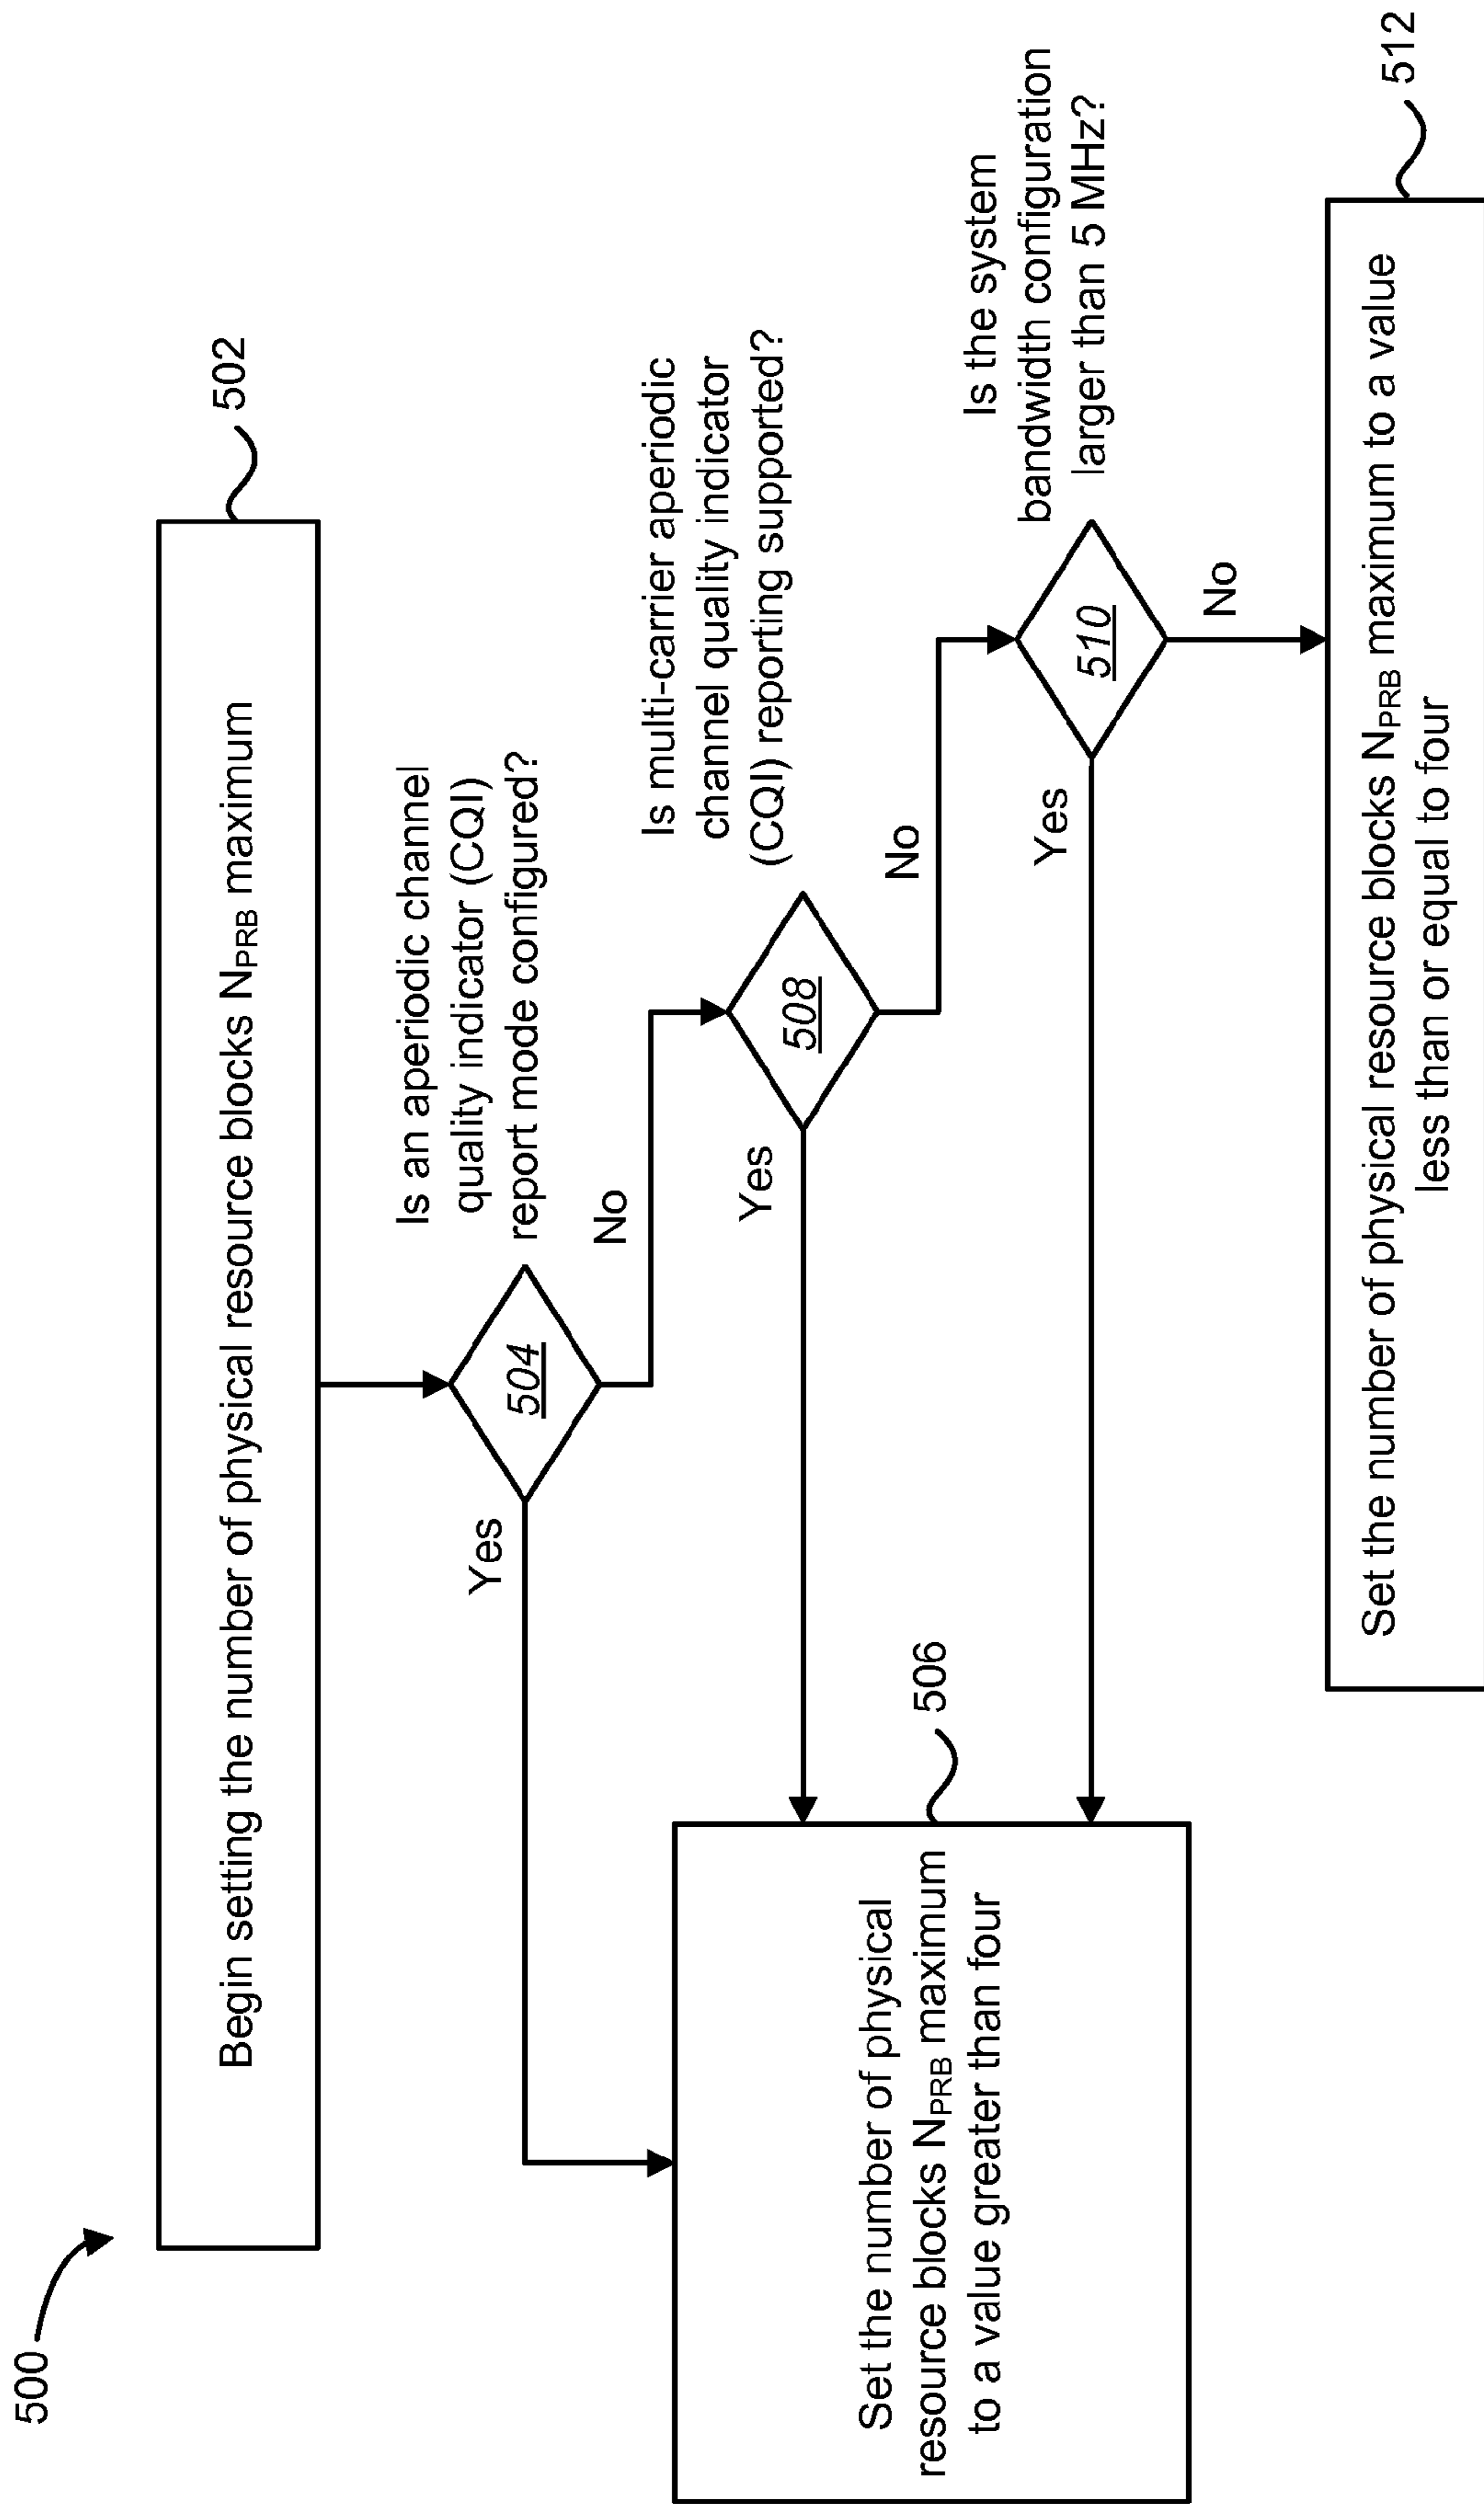 500
502
Begin setting the number of physical resource blocks NPRB maximum
Is an aperiodic channel
quality indicator (CQI)
report mode configured?
504
Yes
No
Is multi-carrier aperiodic
channel quality indicator
(CQI) reporting supported?
508
Yes
No
506
Set the number of physical
resource blocks NPRB maximum
to a value greater than four
Is the system
bandwidth configuration
larger than 5 MHz?
510
Yes
No
512
Set the number of physical resource blocks NPRB maximum to a value
less than or equal to four